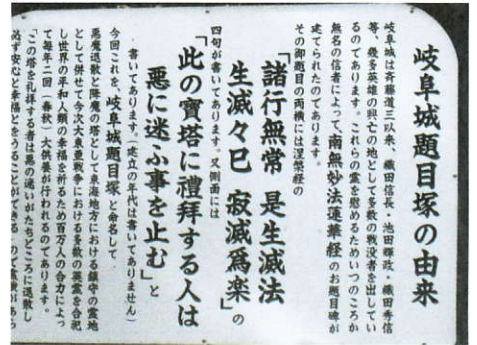 岐阜城題目塚の由来
岐阜城は斉藤道三以来、織田信長・池田輝政・織田秀信
等、幾多英雄の興亡の地として多数の戦没者を出してい
るのであります。これらの霊を慰めるためいつのころか
無名の信者によって、南無妙法蓮華経のお題目碑が
建てられたのであります。
その御題目の両横には涅槃経の
「諸行無常 是生滅法
生滅々已 寂滅爲楽」の
四句が書いてあります。又側面には
「此の寶塔に禮拜する人は
悪に迷ふ事を止む」と
書いてあります。(建立の年代は書いてありません)
今回これを、岐阜城題目塚と命名して、
悪魔退散と降魔の塔として東海地方における鎮守の霊地
として併せて今次大東亜戦争における多数の英霊を合祀
し世界の平和人類の幸福を祈るため百万人の合力によっ
て毎年二回(春秋)大供養が行われるのであります。
「この塔を礼拝する者は悪の迷いがたちどころに退散し
必ず安心と幸福とをうることができる」